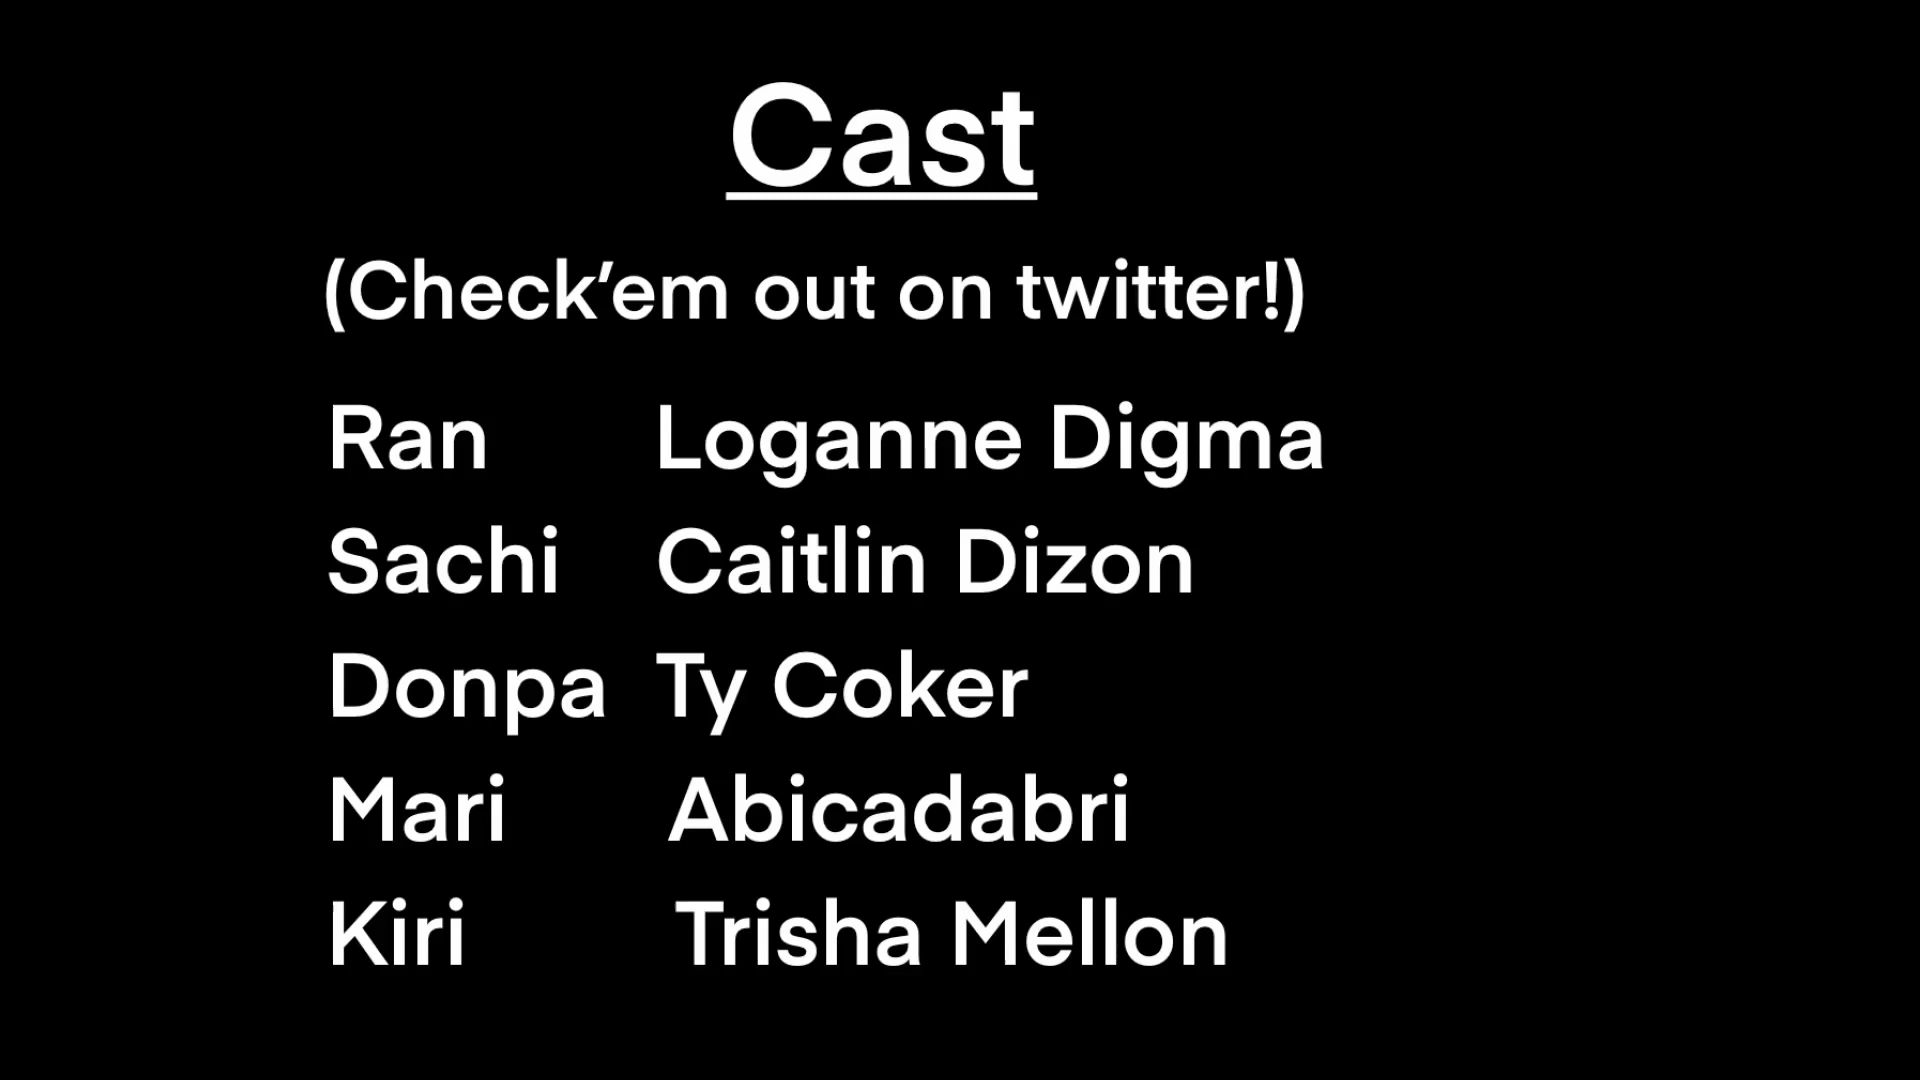 Cast
(Check’em out on twitter!)
Ran Loganne Digma
Sachi Caitlin Dizon
Donpa Ty Coker
Mari Abicadabri
Kiri Trisha Mellon